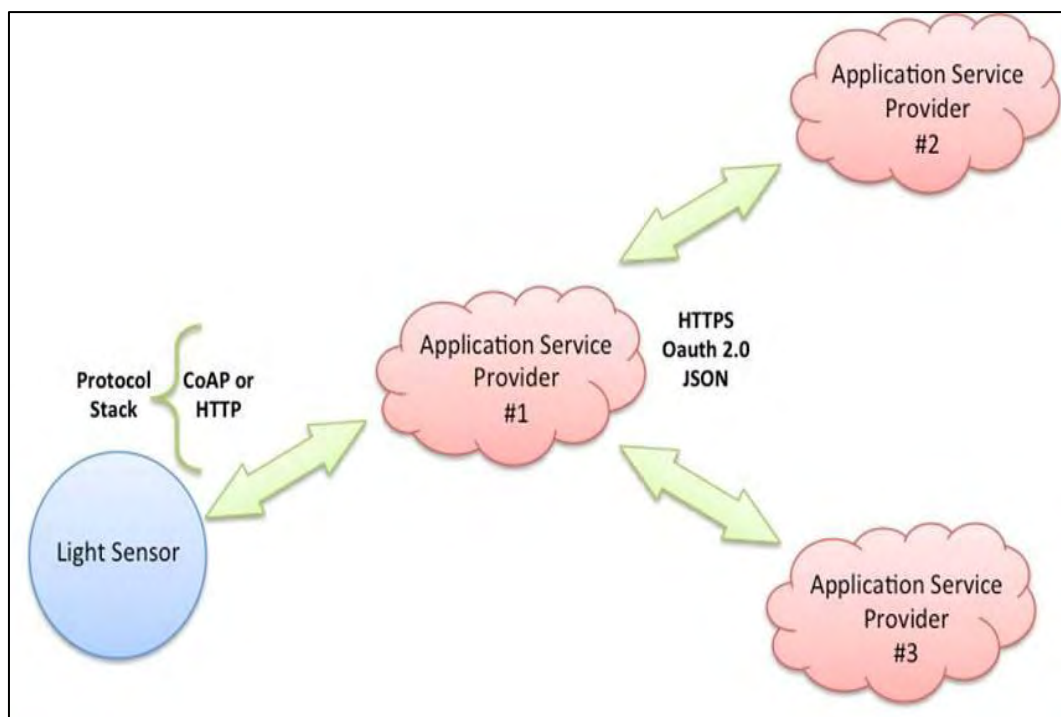 Application Service
Provider
#2
Application Service
Provider
#1
HTTPS
Oauth 2.0
JSON
Protocol
Stack
CoAP or
HTTP
Light Sensor
Application Service
Provider
#3